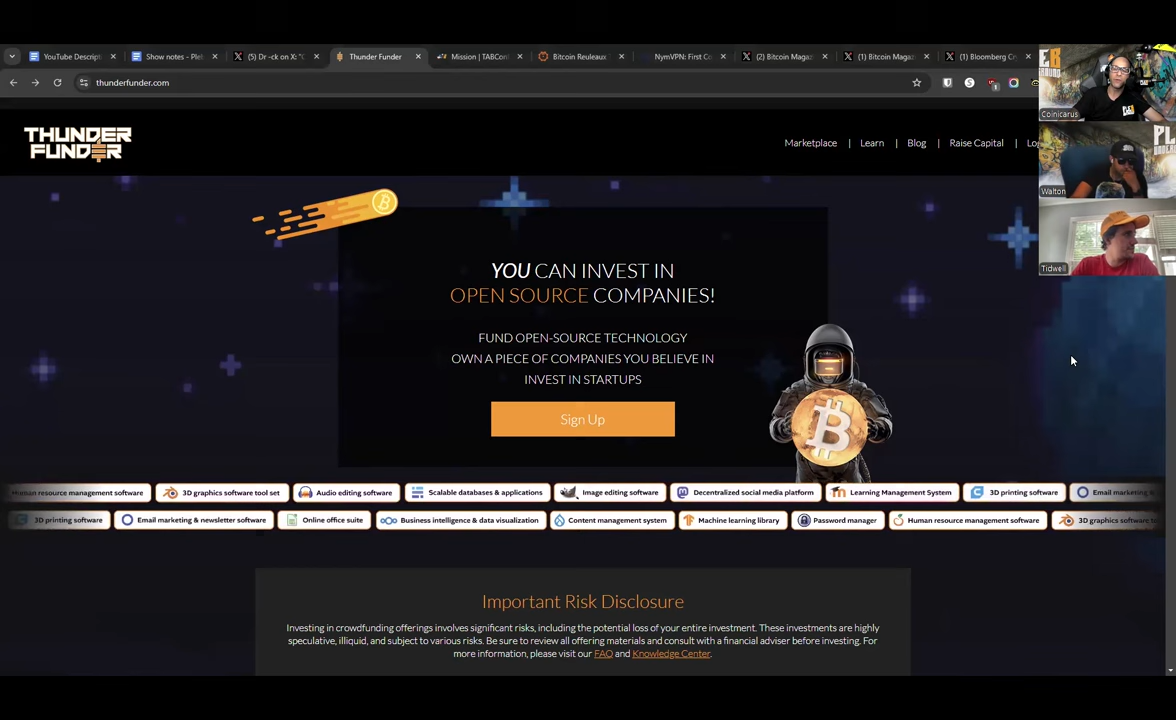 YouTube Descript
Show notes - Ple
(5) Dr -ck on X: "
Thunder Funder
Mission | TABCon
Bitcoin Reuleaux
NymVPN: First Co
(2) Bitcoin Maga
(1) Bitcoin Maga
(1) Bloomberg Cr
thunderfunder.com
Coinicarus
Walton
Tidwell
THUNDER
FUNDER
Marketplace | Learn | Blog | Raise Capital |
YOU CAN INVEST IN
OPEN SOURCE COMPANIES!
FUND OPEN-SOURCE TECHNOLOGY
OWN A PIECE OF COMPANIES YOU BELIEVE IN
INVEST IN STARTUPS
Sign Up
Human resource management software 3D graphics software tool set Audio editing software Scalable databases & applications Image editing software Decentralized social media platform Learning Management System 3D printing software Email marketing
3D printing software Email marketing & newsletter software Online office suite Business intelligence & data visualization Content management system Machine learning library Password manager Human resource management software 3D graphics software
Important Risk Disclosure
Investing in crowdfunding offerings involves significant risks, including the potential loss of your entire investment. These investments are highly
speculative, illiquid, and subject to various risks. Be sure to review all offering materials and consult with a financial adviser before investing. For
more information, please visit our FAQ and Knowledge Center.